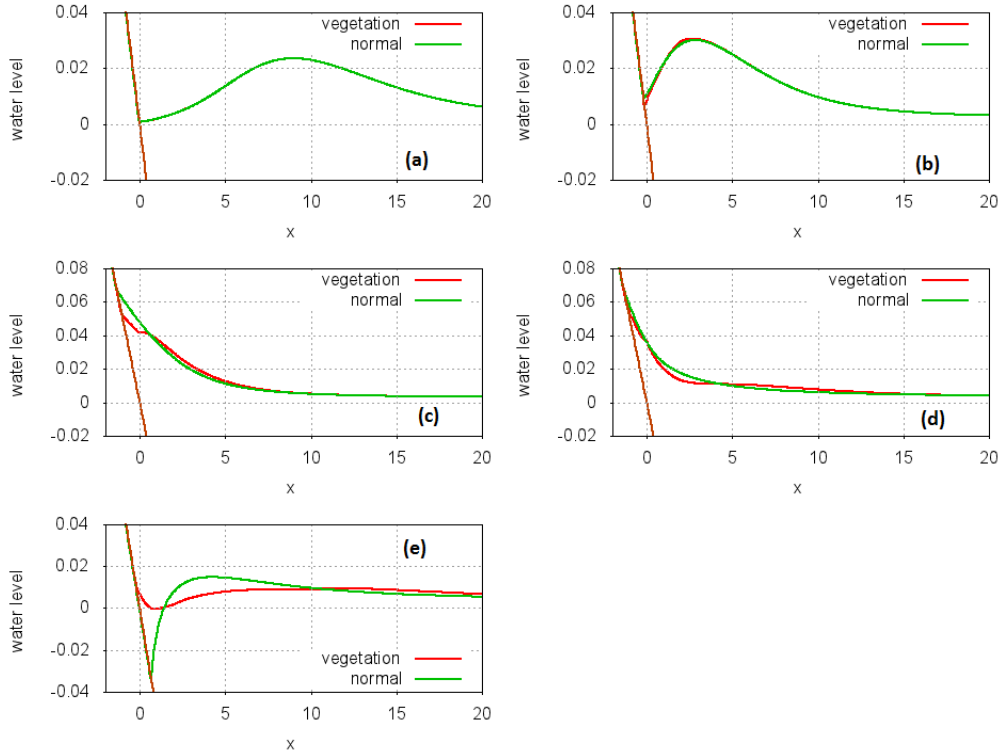 0.04
0.02
0
-0.02
water level
vegetation
normal
(a)
0 5 10 15 20
x
0.04
0.02
0
-0.02
water level
vegetation
normal
(b)
0 5 10 15 20
x
0.08
0.06
0.04
0.02
0
-0.02
water level
vegetation
normal
(c)
0 5 10 15 20
x
0.08
0.06
0.04
0.02
0
-0.02
water level
vegetation
normal
(d)
0 5 10 15 20
x
0.04
0.02
0
-0.02
-0.04
water level
(e)
vegetation
normal
0 5 10 15 20
x